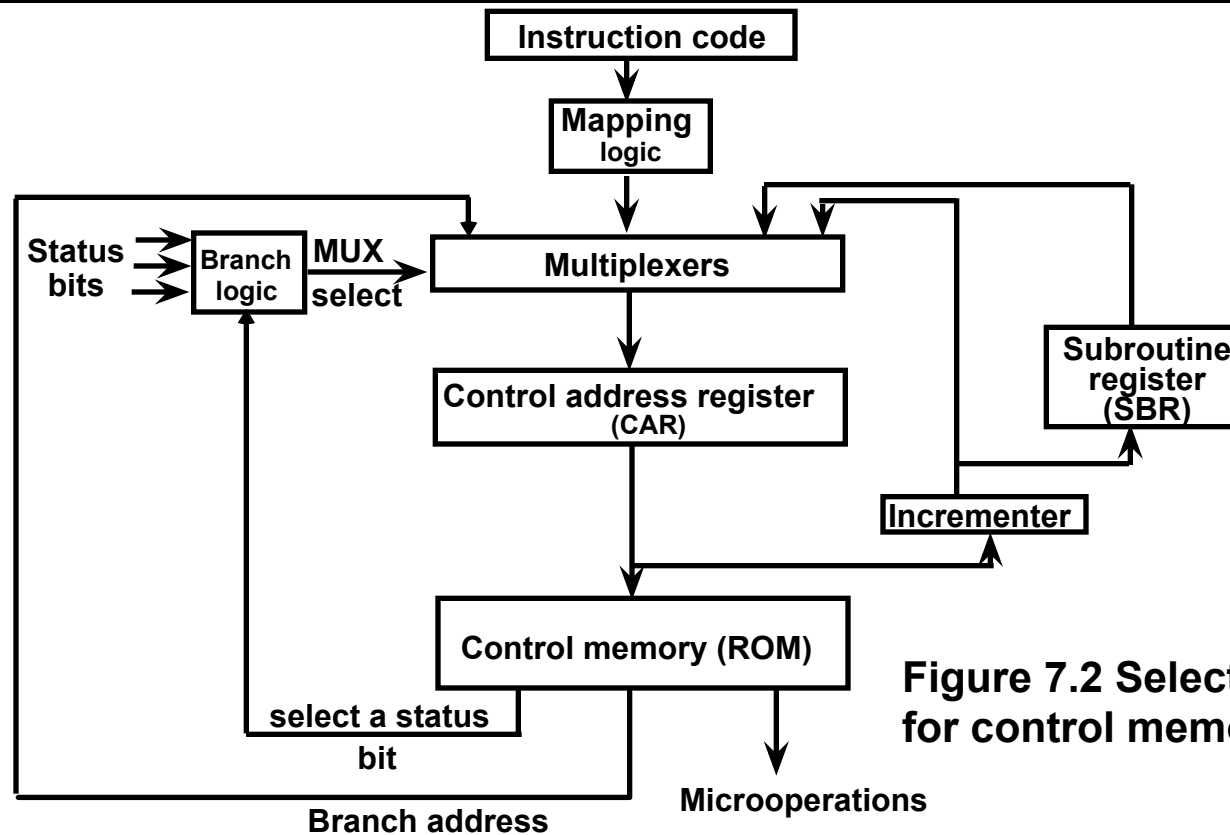 Instruction code
Mapping
logic
Status
bits
Branch
logic
MUX
select
Multiplexers
Control address register
(CAR)
Subroutine
register
(SBR)
Incrementer
Control memory (ROM)
select a status
bit
Branch address
Microoperations
Figure 7.2 Select
for control mem